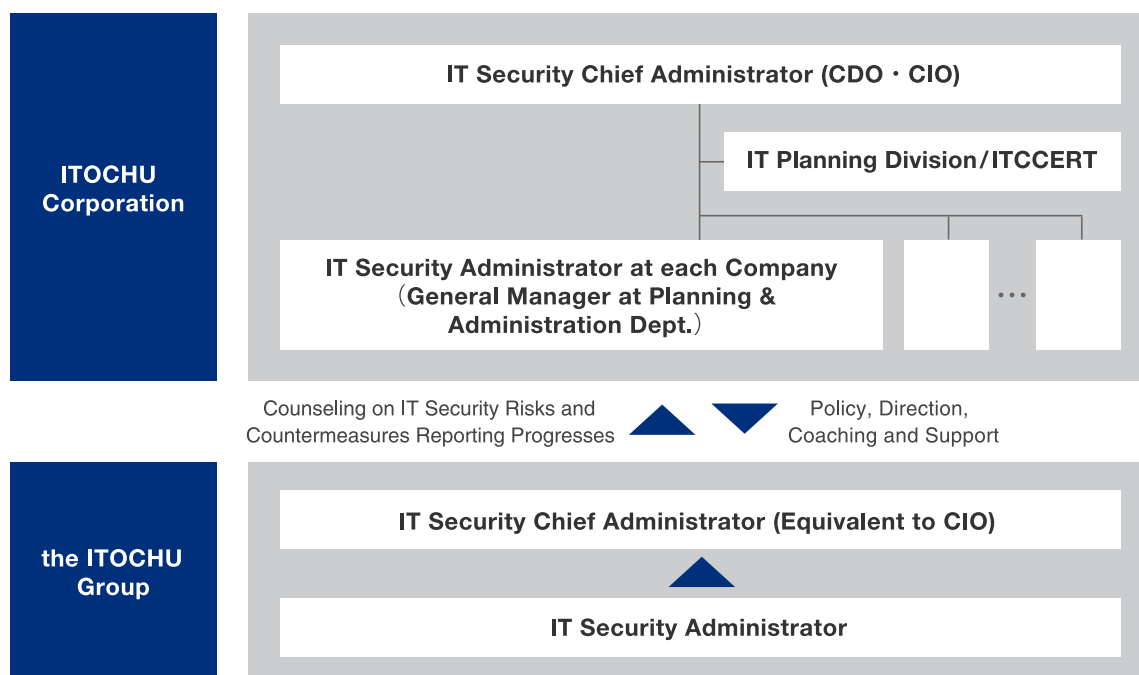 ITOCHU
Corporation
IT Security Chief Administrator (CDO・CIO)
IT Planning Division/ITCCERT
IT Security Administrator at each Company
（General Manager at Planning &
Administration Dept.）
...
Counseling on IT Security Risks and
Countermeasures Reporting Progresses
Policy, Direction,
Coaching and Support
the ITOCHU
Group
IT Security Chief Administrator (Equivalent to CIO)
IT Security Administrator